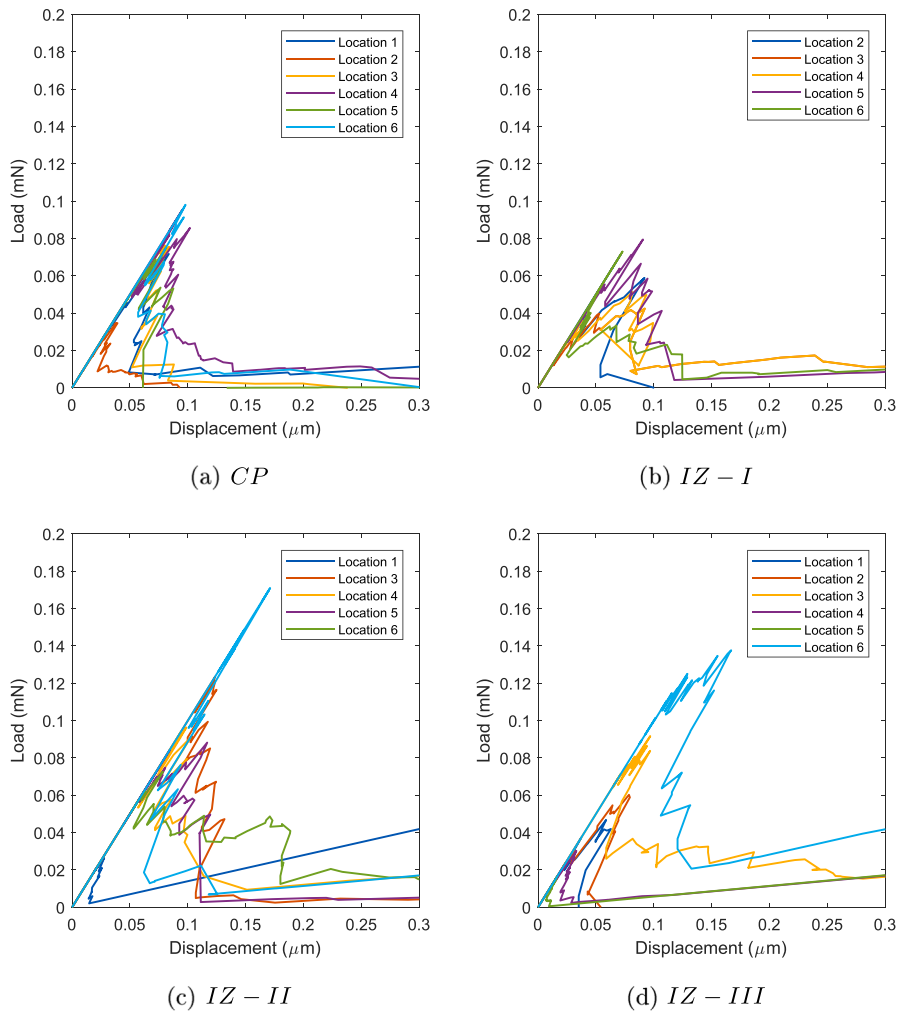 0.2
0.18
0.16
0.14
0.12
0.1
0.08
0.06
0.04
0.02
0
Load (mN)
Location 1
Location 2
Location 3
Location 4
Location 5
Location 6
0 0.05 0.1 0.15 0.2 0.25 0.3
Displacement (μm)
(a) CP
0.2
0.18
0.16
0.14
0.12
0.1
0.08
0.06
0.04
0.02
0
Load (mN)
Location 2
Location 3
Location 4
Location 5
Location 6
0 0.05 0.1 0.15 0.2 0.25 0.3
Displacement (μm)
(b) IZ − I
0.2
0.18
0.16
0.14
0.12
0.1
0.08
0.06
0.04
0.02
0
Load (mN)
Location 1
Location 3
Location 4
Location 5
Location 6
0 0.05 0.1 0.15 0.2 0.25 0.3
Displacement (μm)
(c) IZ − II
0.2
0.18
0.16
0.14
0.12
0.1
0.08
0.06
0.04
0.02
0
Load (mN)
Location 1
Location 2
Location 3
Location 4
Location 5
Location 6
0 0.05 0.1 0.15 0.2 0.25 0.3
Displacement (μm)
(d) IZ − III